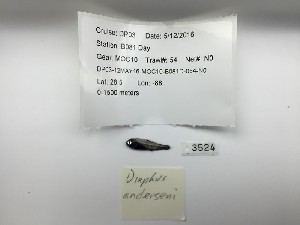 Cruise: DP03 Date: 5/12/2016
Station: B081 Day
Gear: MOC10 Trawl#: 54 Net#: N0
DP03-12MAY16-MOC10-B081D-054-N0
Lat: 28.5 Lon: -88
0-1500 meters
3524
Diaphus
anderseni